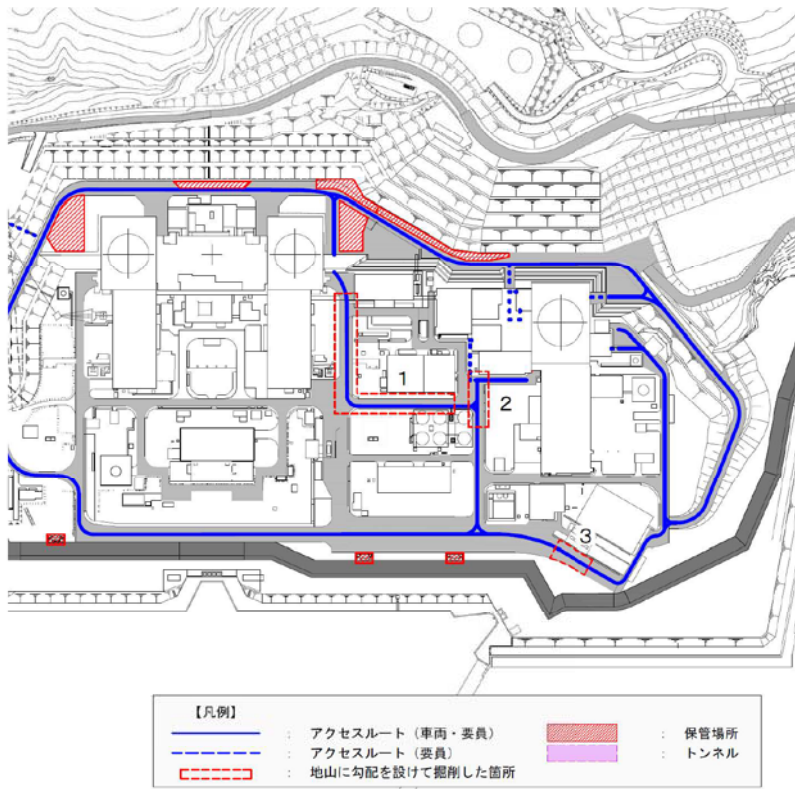 1
2
3
【凡例】
: アクセスルート（車両・要員）
: 保管場所
: アクセスルート（要員）
: トンネル
: 地山に勾配を設けて掘削した箇所